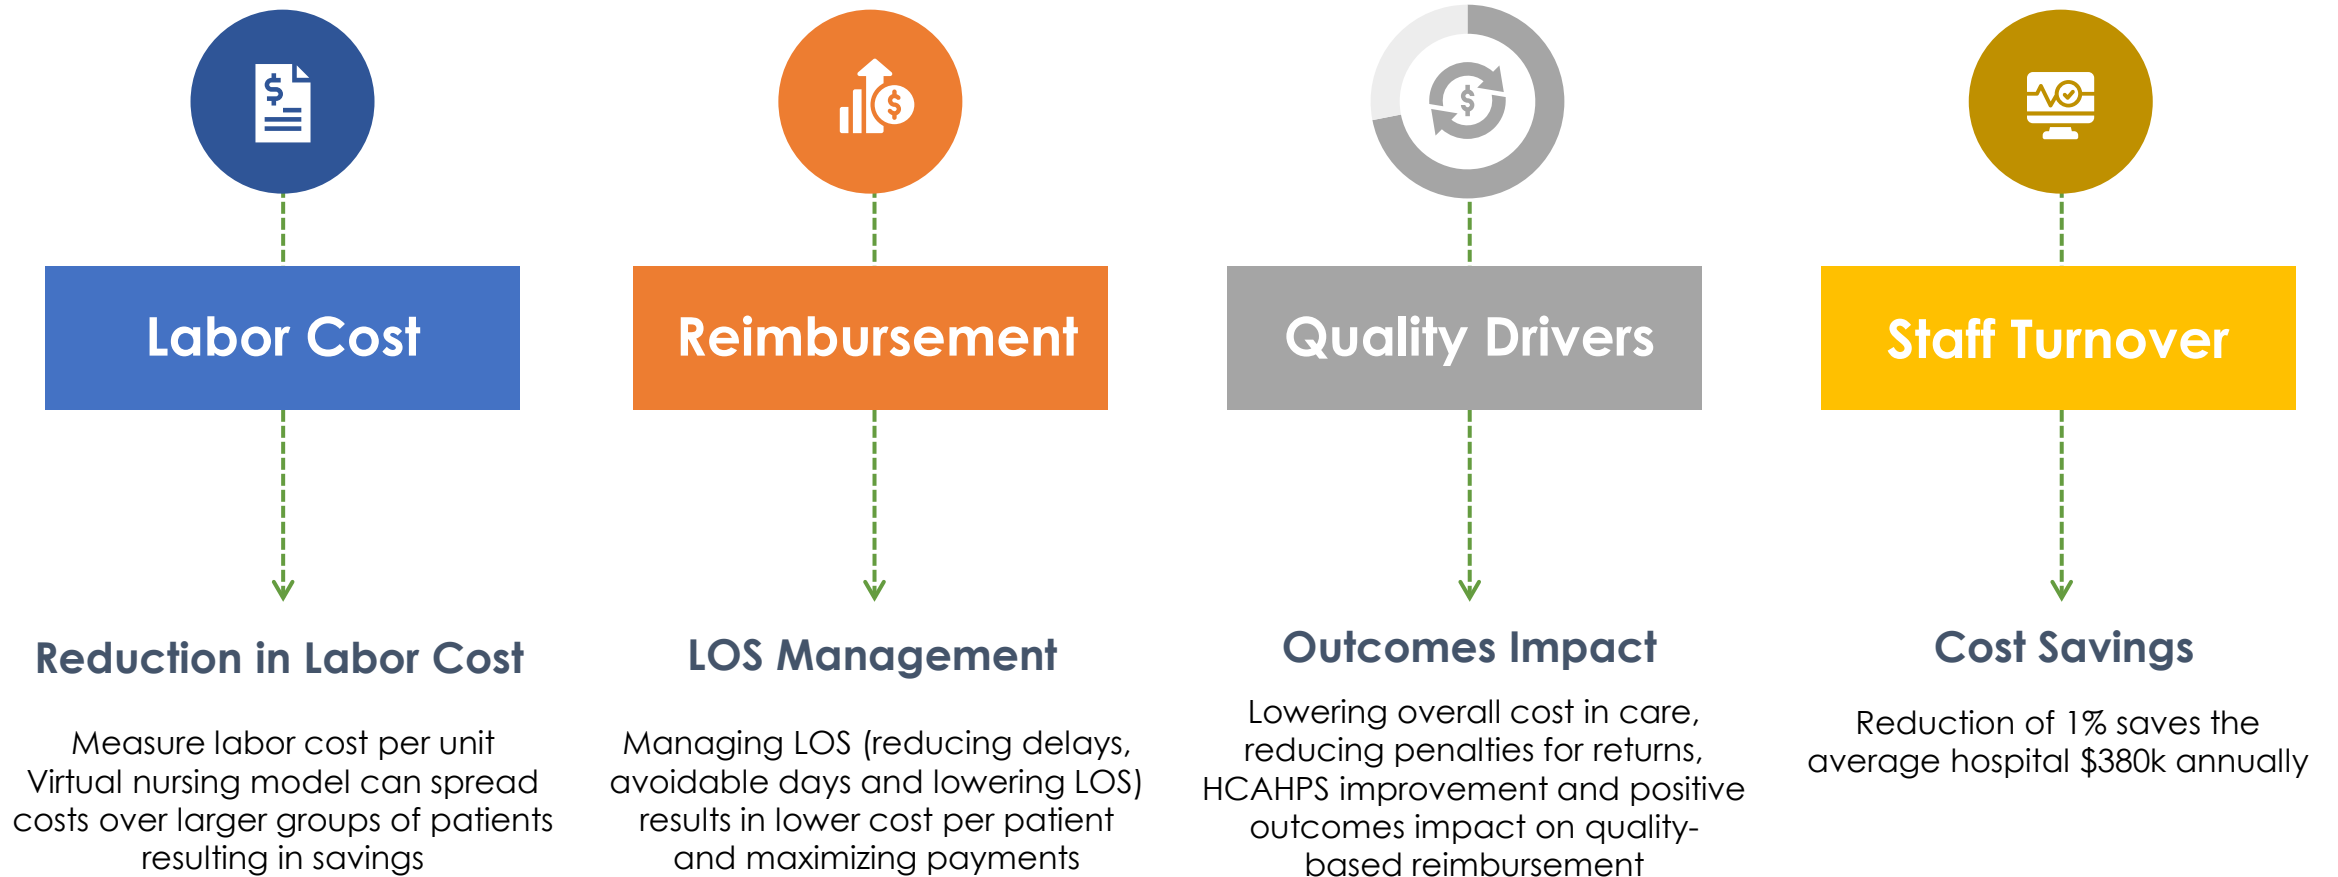 Labor Cost
Reduction in Labor Cost
Measure labor cost per unit
Virtual nursing model can spread
costs over larger groups of patients
resulting in savings
Reimbursement
LOS Management
Managing LOS (reducing delays,
avoidable days and lowering LOS)
results in lower cost per patient
and maximizing payments
Quality Drivers
Outcomes Impact
Lowering overall cost in care,
reducing penalties for returns,
HCAHPS improvement and positive
outcomes impact on quality-
based reimbursement
Staff Turnover
Cost Savings
Reduction of 1% saves the
average hospital $380k annually